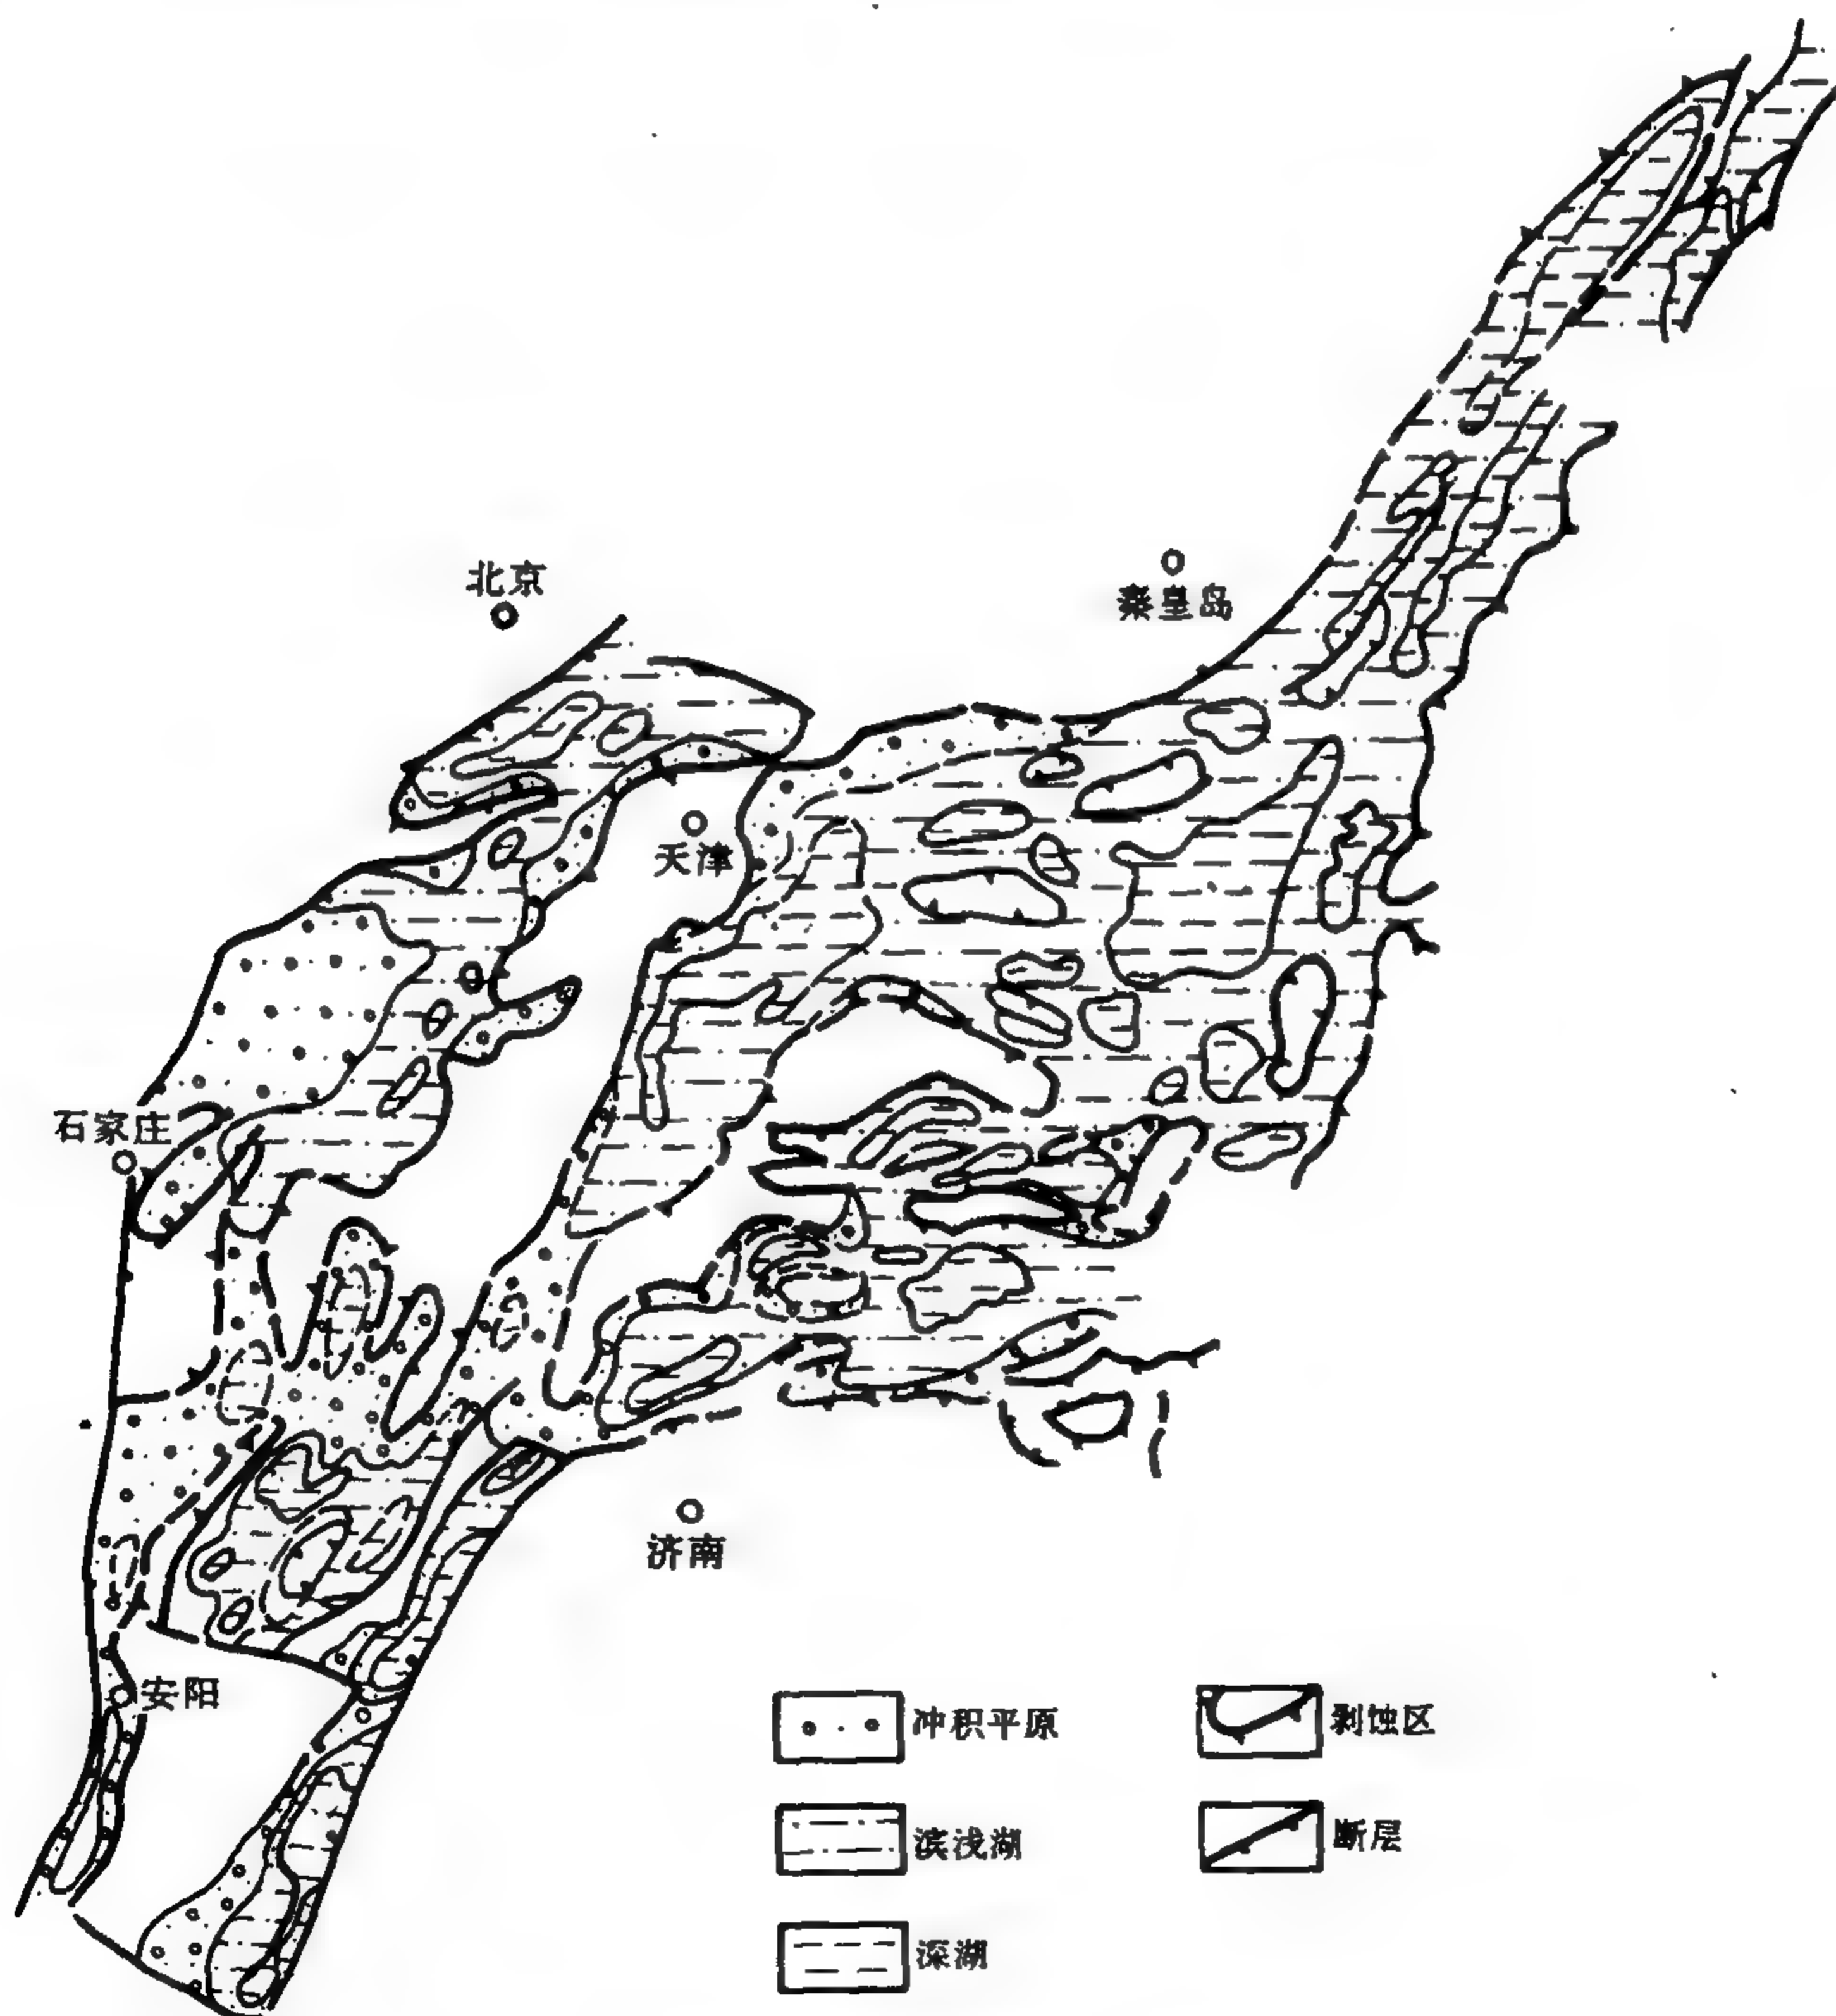 北京
秦皇岛
天津
石家庄
济南
安阳
冲积平原
剥蚀区
滨浅湖
断层
深湖